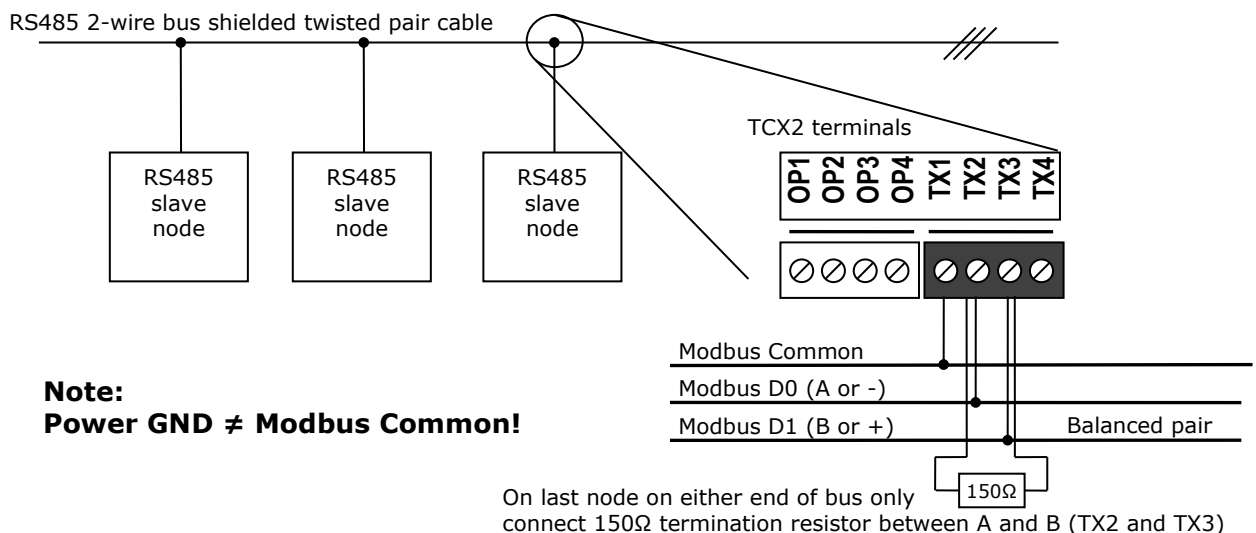 RS485 2-wire bus shielded twisted pair cable
TCX2 terminals
OP1 OP2 OP3 OP4 TX1 TX2 TX3 TX4
RS485
slave
node
RS485
slave
node
RS485
slave
node
Modbus Common
Modbus D0 (A or -)
Modbus D1 (B or +)
Balanced pair
Note:
Power GND ≠ Modbus Common!
150Ω
On last node on either end of bus only
connect 150Ω termination resistor between A and B (TX2 and TX3)